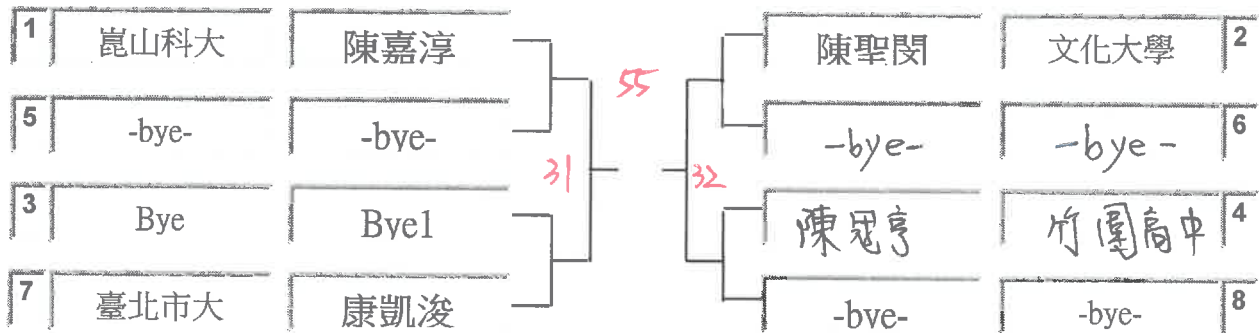 1 崑山科大 陳嘉淳 陳聖閔 文化大學 2
55
5 -bye- -bye- -bye- -bye- 6
31 32
3 Bye Bye1 陳冠亨 竹圍高中 4
7 臺北市大 康凱浚 -bye- -bye- 8